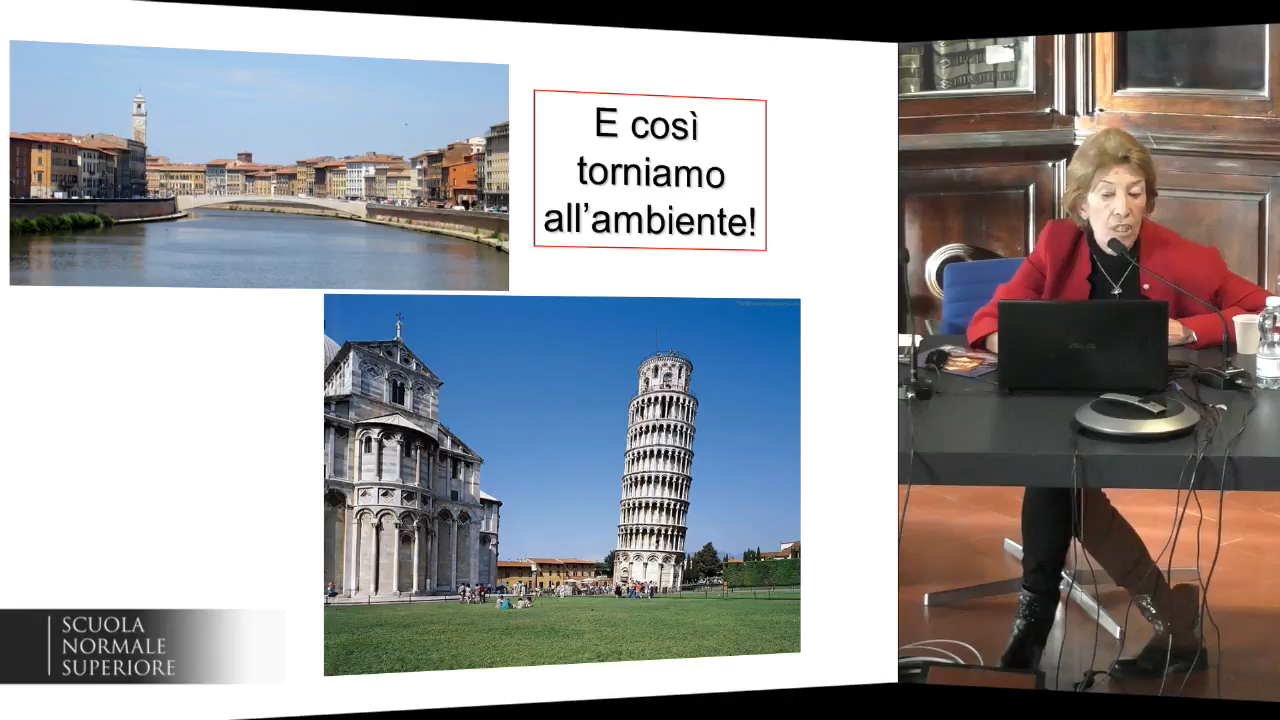 E così
torniamo
all’ambiente!
SCUOLA
NORMALE
SUPERIORE